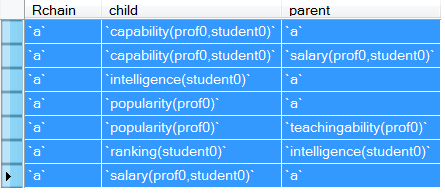 Rchain child parent
`a` `capability(prof0,student0)` `a`
`a` `capability(prof0,student0)` `salary(prof0,student0)`
`a` `intelligence(student0)` `a`
`a` `popularity(prof0)` `a`
`a` `popularity(prof0)` `teachingability(prof0)`
`a` `ranking(student0)` `intelligence(student0)`
`a` `salary(prof0,student0)` `a`